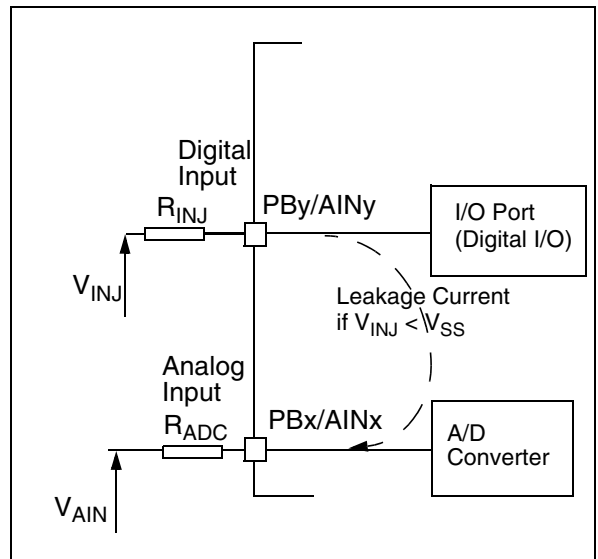 Digital
Input
R_INJ
PBy/AINy
I/O Port
(Digital I/O)
V_INJ
Leakage Current
if V_INJ < V_SS
Analog
Input
R_ADC
PBx/AINx
A/D
Converter
V_AIN